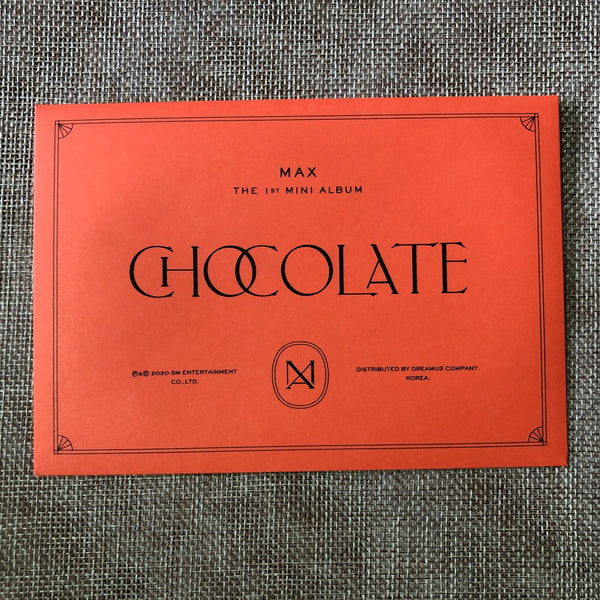 MAX
THE 1ST MINI ALBUM
CHOCOLATE
℗&© 2020 SM ENTERTAINMENT
CO.,LTD.
DISTRIBUTED BY DREAMUS COMPANY.
KOREA.